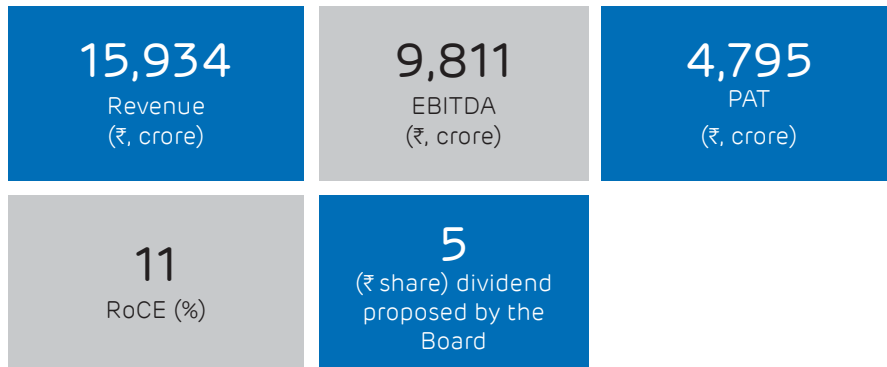 15,934
Revenue
(₹, crore)
9,811
EBITDA
(₹, crore)
4,795
PAT
(₹, crore)
11
RoCE (%)
5
(₹ share) dividend
proposed by the
Board